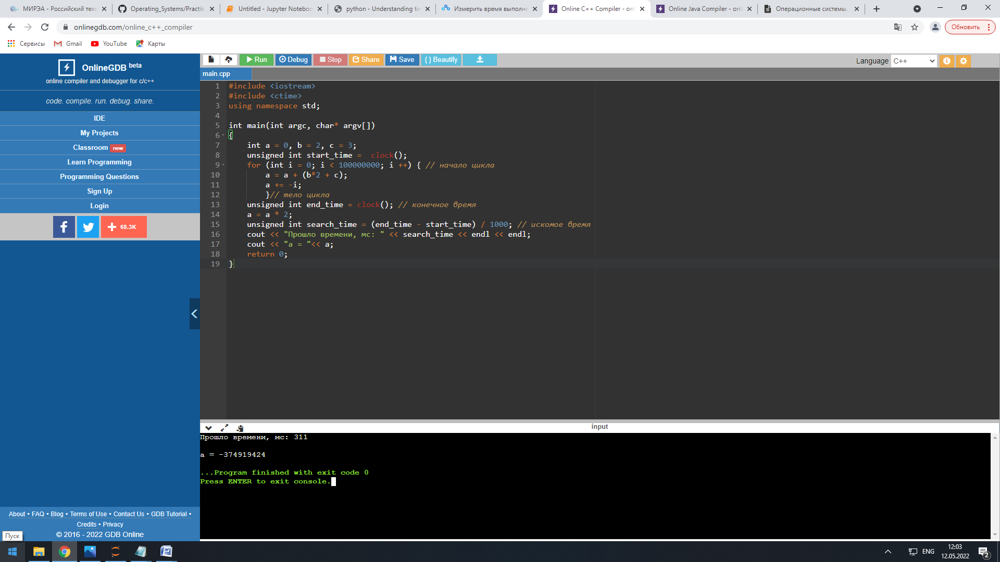 МИРЭА - Российский техн
Operating_Systems/Practik
Untitled - Jupyter Noteboo
python - Understanding tim
Измерить время выполне
Online C++ Compiler - onl
Online Java Compiler - onl
Операционные системы.
onlinegdb.com/online_c++_compiler
Обновить
Сервисы Gmail YouTube Карты
OnlineGDB beta
online compiler and debugger for c/c++
code. compile. run. debug. share.
IDE
My Projects
Classroom new
Learn Programming
Programming Questions
Sign Up
Login
68.3K
Run Debug Stop Share Save { } Beautify
Language C++
main.cpp
1 #include <iostream>
2 #include <ctime>
3 using namespace std;
4
5 int main(int argc, char* argv[])
6 {
7 int a = 0, b = 2, c = 3;
8 unsigned int start_time =  clock();
9 for (int i = 0; i < 100000000; i ++) { // начало цикла
10 a = a + (b*2 + c);
11 a += -i;
12 }// тело цикла
13 unsigned int end_time = clock(); // конечное время
14 a = a * 2;
15 unsigned int search_time = (end_time - start_time) / 1000; // искомое время
16 cout << "Прошло времени, мс: " << search_time << endl << endl;
17 cout << "a = "<< a;
18 return 0;
19 }
input
Прошло времени, мс: 311
a = -374919424
...Program finished with exit code 0
Press ENTER to exit console.
About • FAQ • Blog • Terms of Use • Contact Us • GDB Tutorial •
Credits • Privacy
© 2016 - 2022 GDB Online
Пуск
ENG
12:03
12.05.2022
2